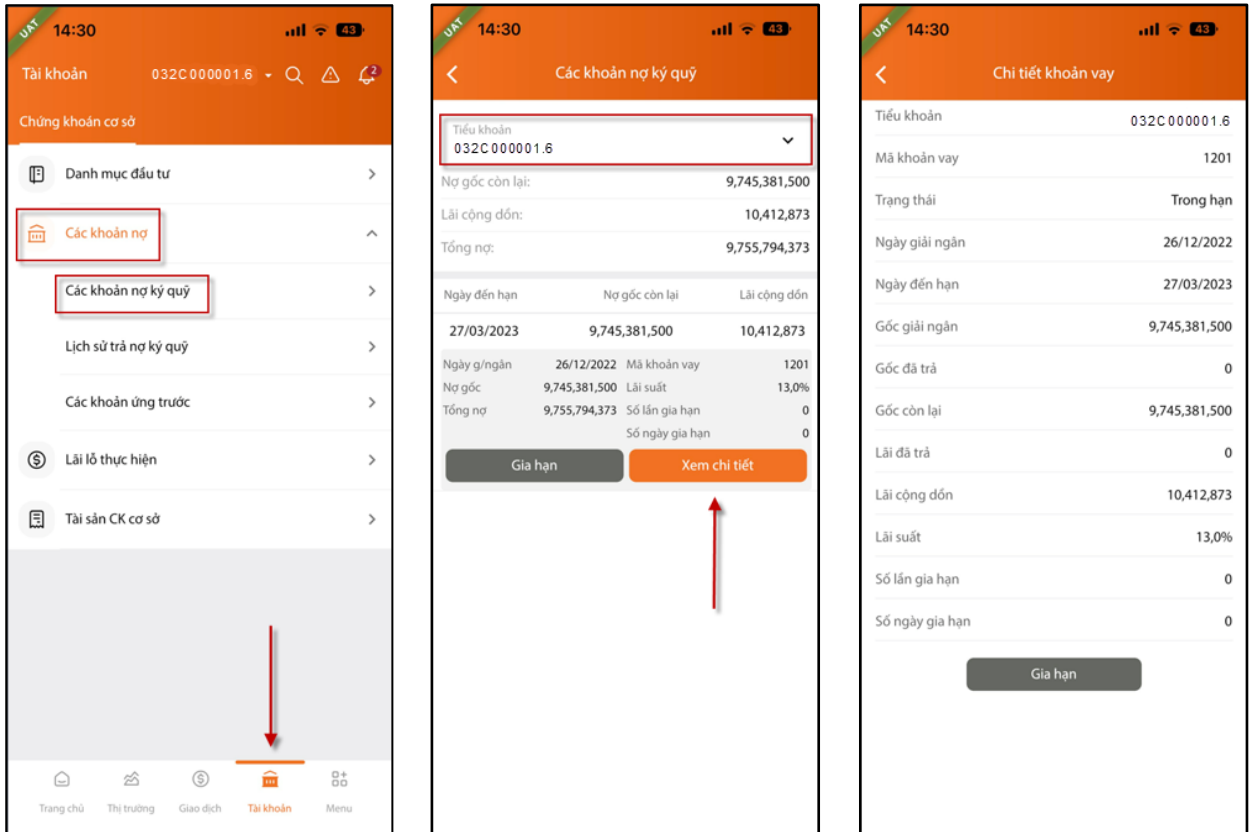 UAT
14:30
43
Tài khoản 032C000001.6
2
Chứng khoán cơ sở
Danh mục đầu tư
Các khoản nợ
Các khoản nợ ký quỹ
Lịch sử trả nợ ký quỹ
Các khoản ứng trước
Lãi lỗ thực hiện
Tài sản CK cơ sở
Trang chủ Thị trường Giao dịch Tài khoản Menu
UAT
14:30
43
Các khoản nợ ký quỹ
Tiểu khoản
032C000001.6
Nợ gốc còn lại: 9,745,381,500
Lãi cộng dồn: 10,412,873
Tổng nợ: 9,755,794,373
Ngày đến hạn Nợ gốc còn lại Lãi cộng dồn
27/03/2023 9,745,381,500 10,412,873
Ngày g/ngân 26/12/2022 Mã khoản vay 1201
Nợ gốc 9,745,381,500 Lãi suất 13,0%
Tổng nợ 9,755,794,373 Số lần gia hạn 0
Số ngày gia hạn 0
Gia hạn Xem chi tiết
UAT
14:30
43
Chi tiết khoản vay
Tiểu khoản 032C000001.6
Mã khoản vay 1201
Trạng thái Trong hạn
Ngày giải ngân 26/12/2022
Ngày đến hạn 27/03/2023
Gốc giải ngân 9,745,381,500
Gốc đã trả 0
Gốc còn lại 9,745,381,500
Lãi đã trả 0
Lãi cộng dồn 10,412,873
Lãi suất 13,0%
Số lần gia hạn 0
Số ngày gia hạn 0
Gia hạn